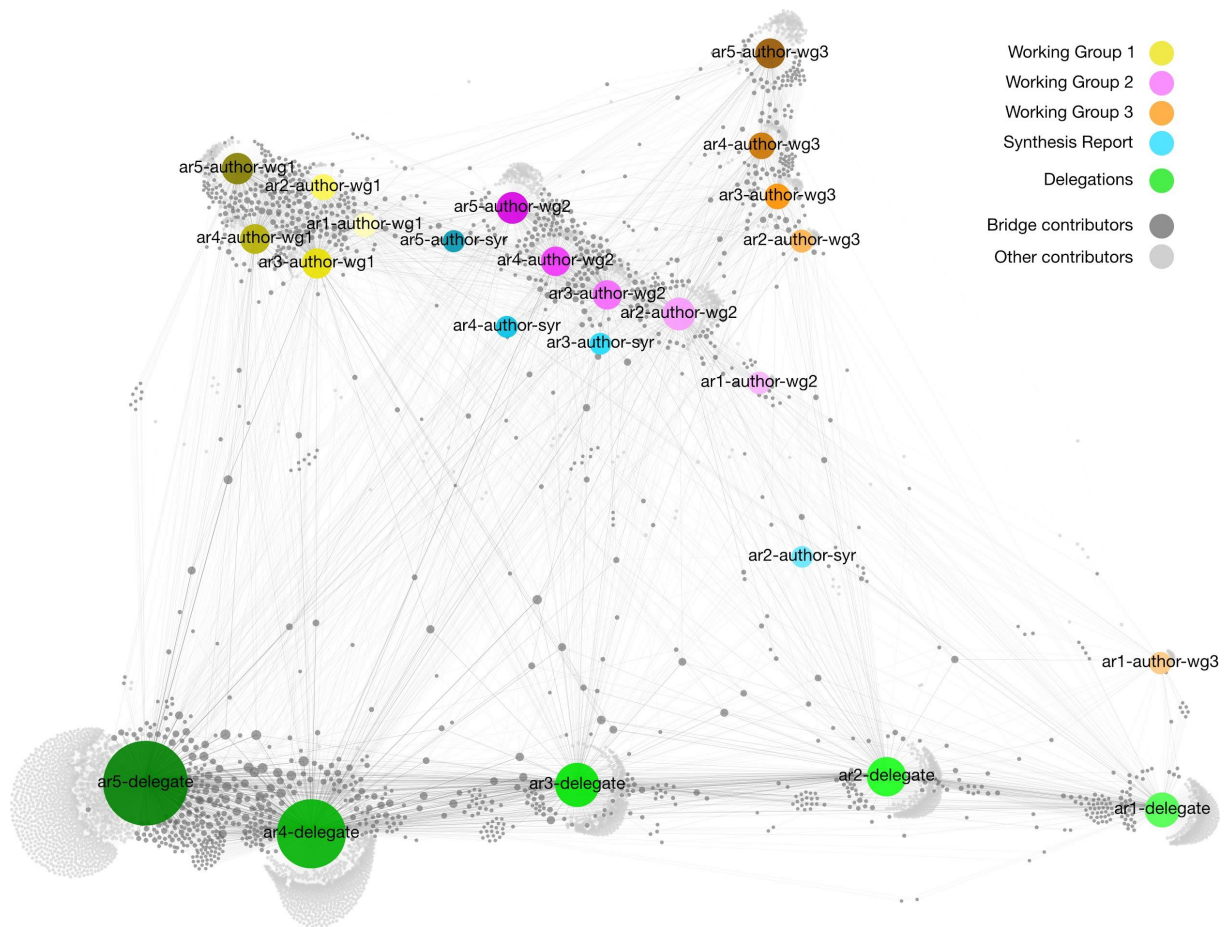 ar5-author-wg3
Working Group 1
Working Group 2
Working Group 3
Synthesis Report
Delegations
Bridge contributors
Other contributors
ar4-author-wg3
ar5-author-wg1
ar2-author-wg1
ar3-author-wg3
ar5-author-wg2
ar1-author-wg1
ar4-author-wg1
ar5-author-syr
ar2-author-wg3
ar3-author-wg1
ar4-author-wg2
ar3-author-wg2
ar2-author-wg2
ar4-author-syr
ar3-author-syr
ar1-author-wg2
ar2-author-syr
ar1-author-wg3
ar5-delegate
ar4-delegate
ar3-delegate
ar2-delegate
ar1-delegate